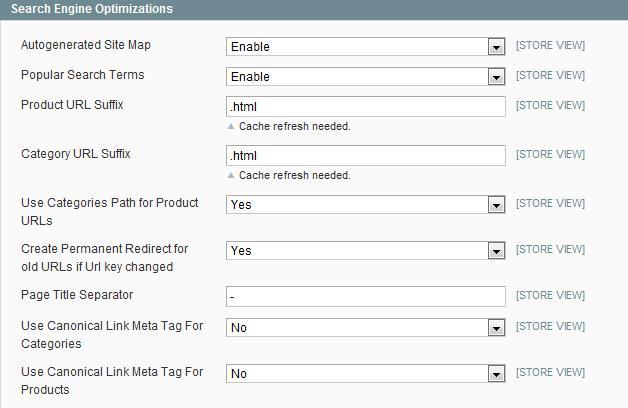 Search Engine Optimizations
Autogenerated Site Map Enable [STORE VIEW]
Popular Search Terms Enable [STORE VIEW]
Product URL Suffix .html [STORE VIEW]
Cache refresh needed.
Category URL Suffix .html [STORE VIEW]
Cache refresh needed.
Use Categories Path for Product Yes [STORE VIEW]
URLs
Create Permanent Redirect for Yes [STORE VIEW]
old URLs if Url key changed
Page Title Separator - [STORE VIEW]
Use Canonical Link Meta Tag For No [STORE VIEW]
Categories
Use Canonical Link Meta Tag For No [STORE VIEW]
Products